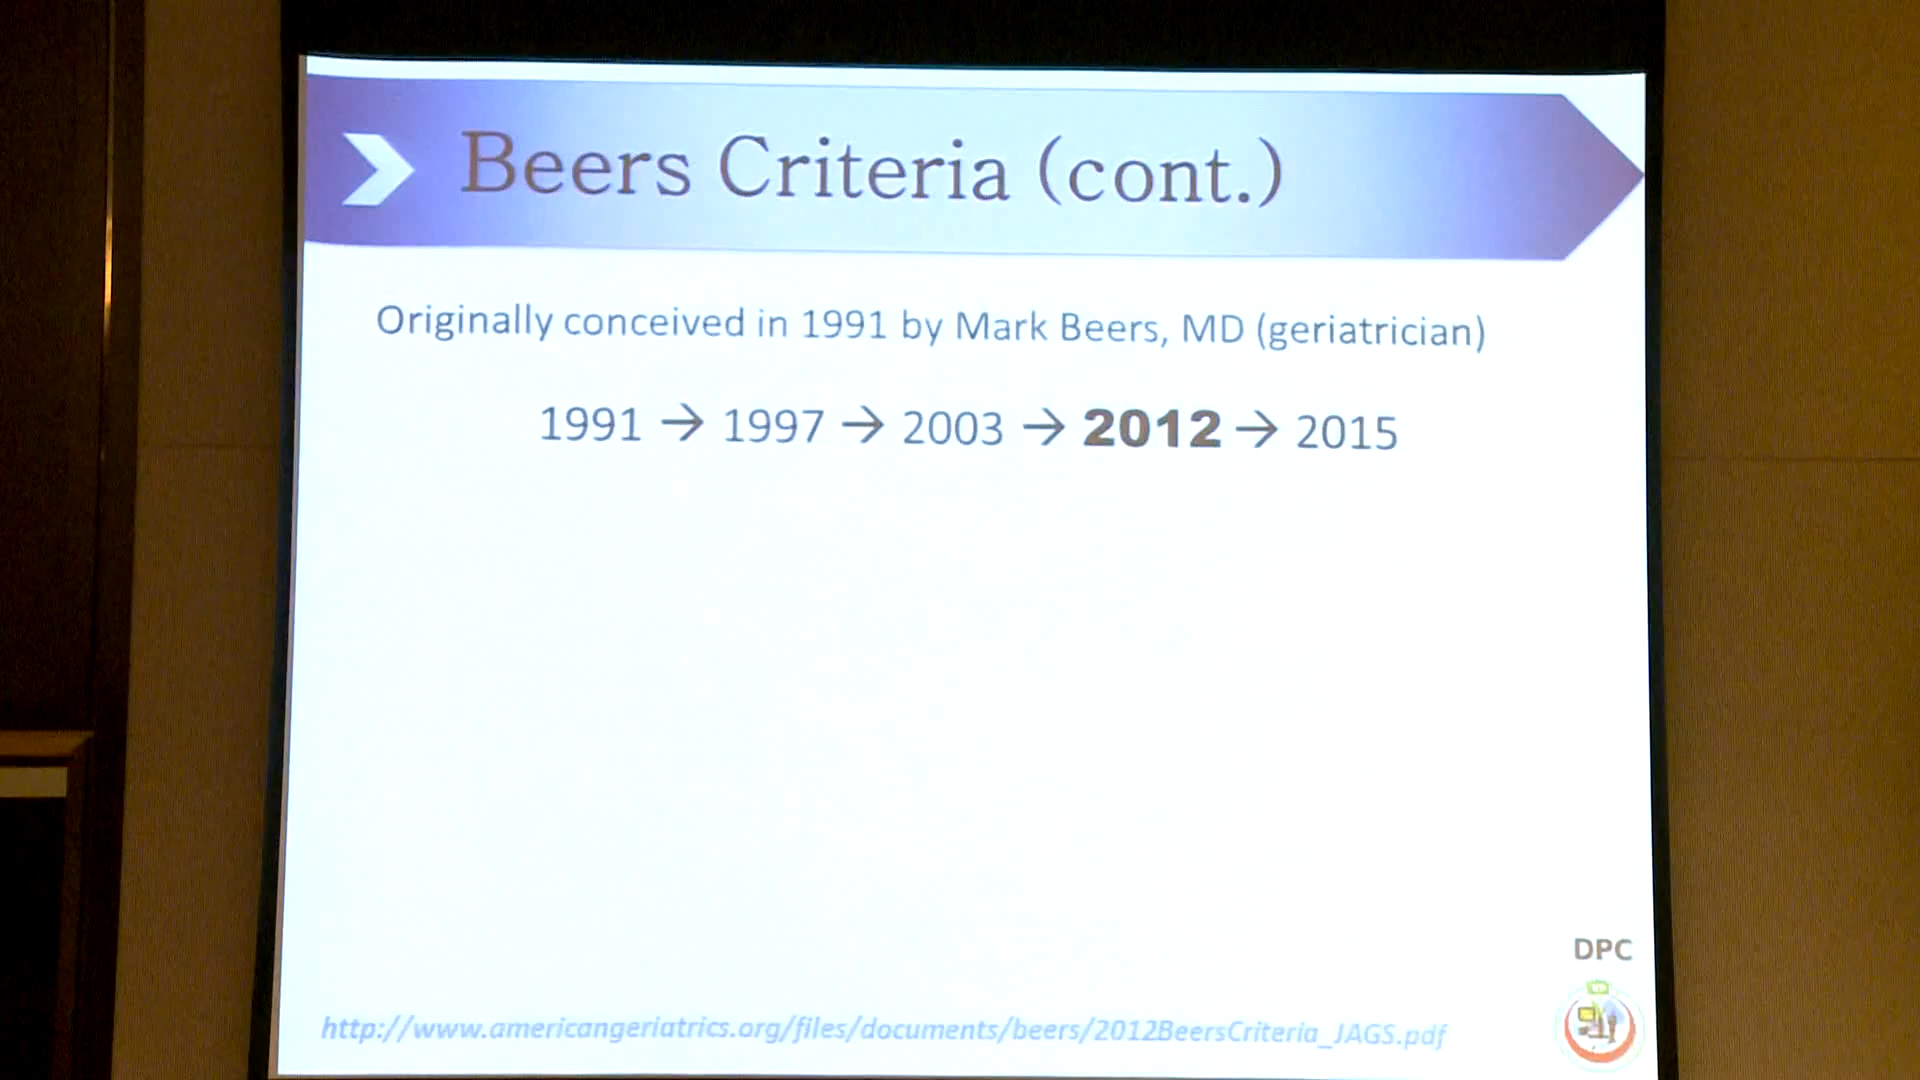 Beers Criteria (cont.)
Originally conceived in 1991 by Mark Beers, MD (geriatrician)
1991 → 1997 → 2003 → 2012 → 2015
DPC
http://www.americangeriatrics.org/files/documents/beers/2012BeersCriteria_JAGS.pdf